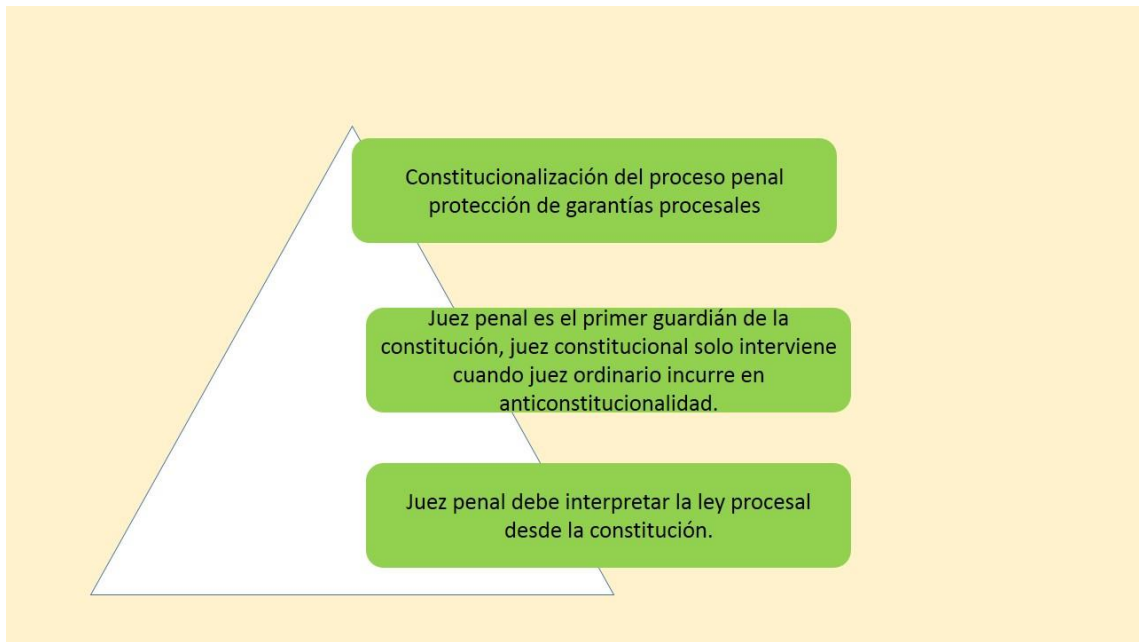 Constitucionalización del proceso penal
protección de garantías procesales
Juez penal es el primer guardián de la
constitución, juez constitucional solo interviene
cuando juez ordinario incurre en
anticonstitucionalidad.
Juez penal debe interpretar la ley procesal
desde la constitución.